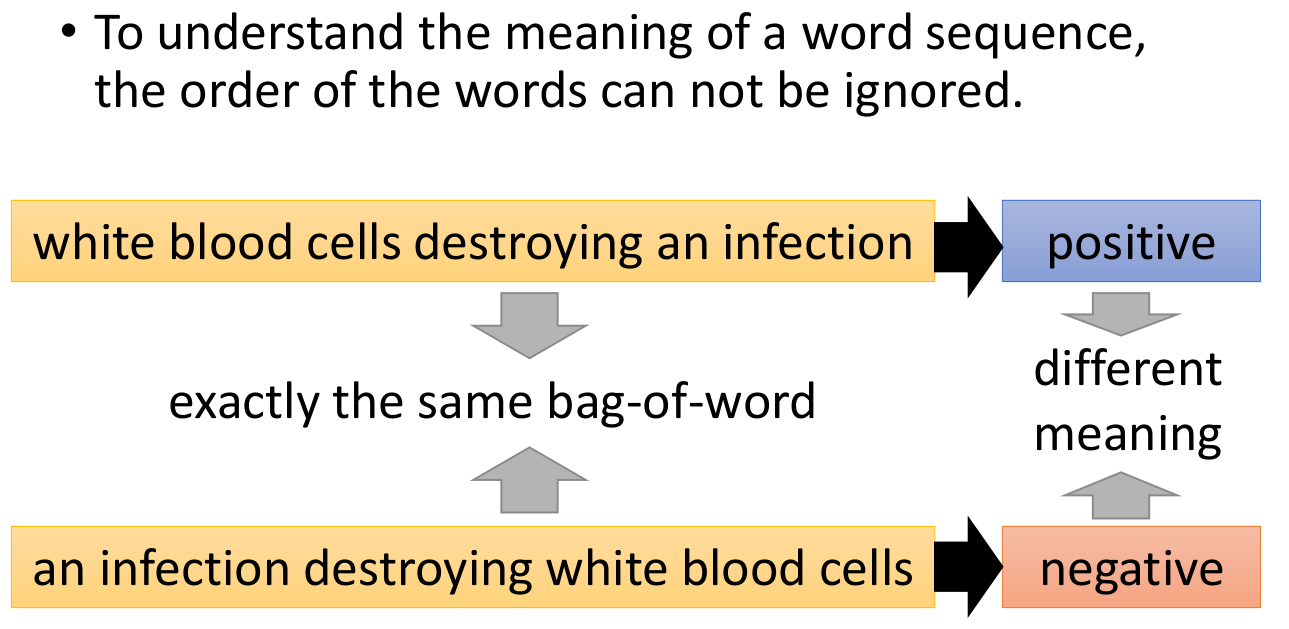 • To understand the meaning of a word sequence,
the order of the words can not be ignored.
white blood cells destroying an infection
positive
exactly the same bag-of-word
different
meaning
an infection destroying white blood cells
negative